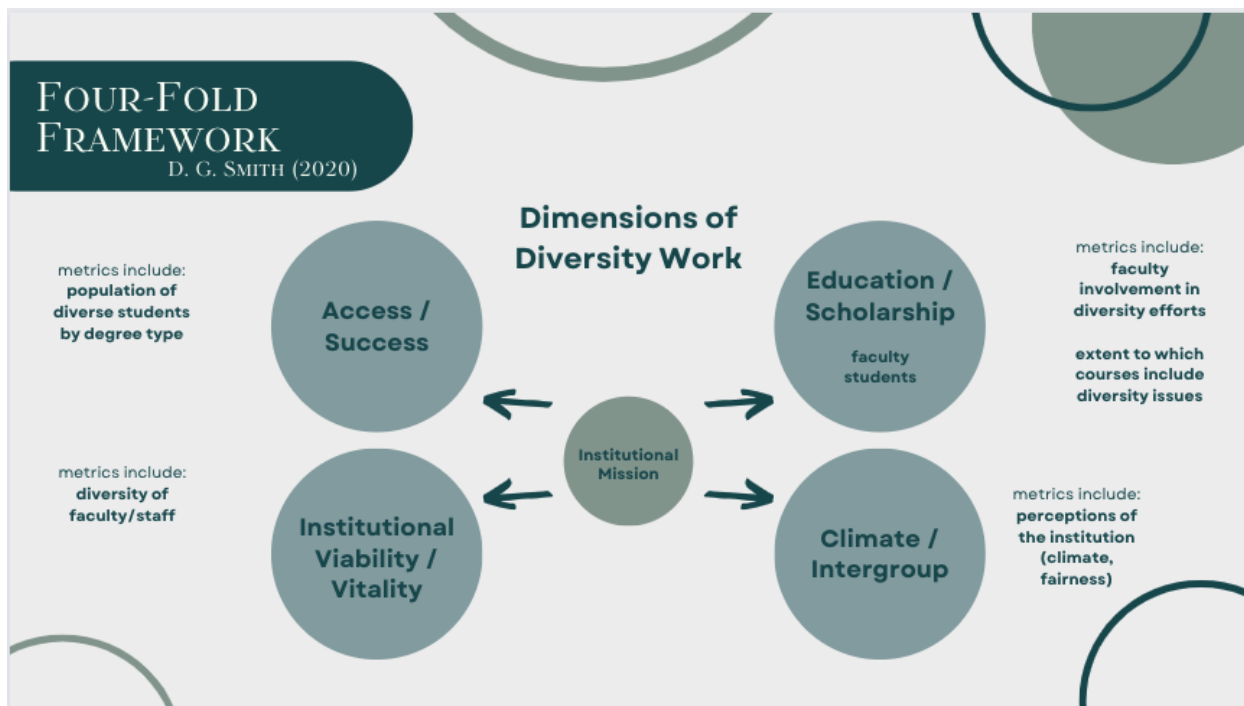 Four-Fold
Framework
D. G. Smith (2020)
Dimensions of
Diversity Work
metrics include:
population of
diverse students
by degree type
Access /
Success
Education /
Scholarship
faculty
students
metrics include:
faculty
involvement in
diversity efforts
extent to which
courses include
diversity issues
Institutional
Mission
metrics include:
diversity of
faculty/staff
Institutional
Viability /
Vitality
Climate /
Intergroup
metrics include:
perceptions of
the institution
(climate,
fairness)